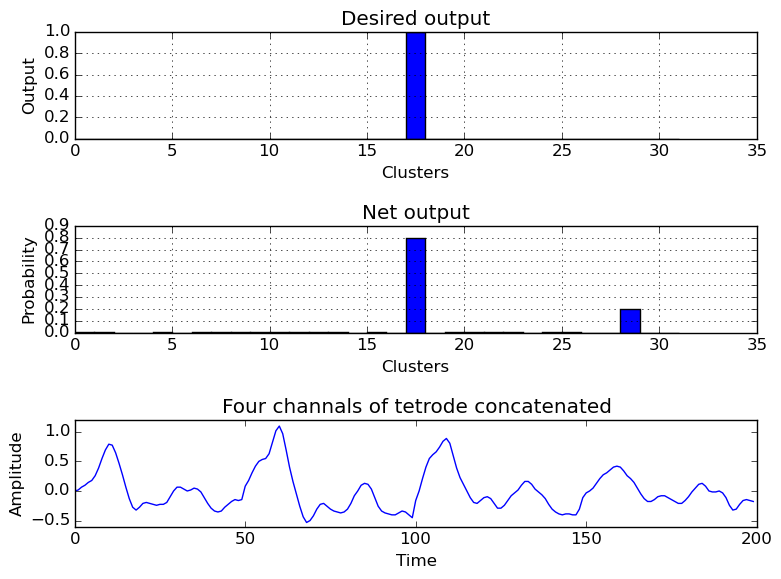 Desired output
1.0
0.8
0.6
0.4
0.2
0.0
Output
0 5 10 15 20 25 30 35
Clusters
Net output
0.9
0.8
0.7
0.6
0.5
0.4
0.3
0.2
0.1
0.0
Probability
0 5 10 15 20 25 30 35
Clusters
Four channals of tetrode concatenated
1.0
0.5
0.0
−0.5
Amplitude
0 50 100 150 200
Time